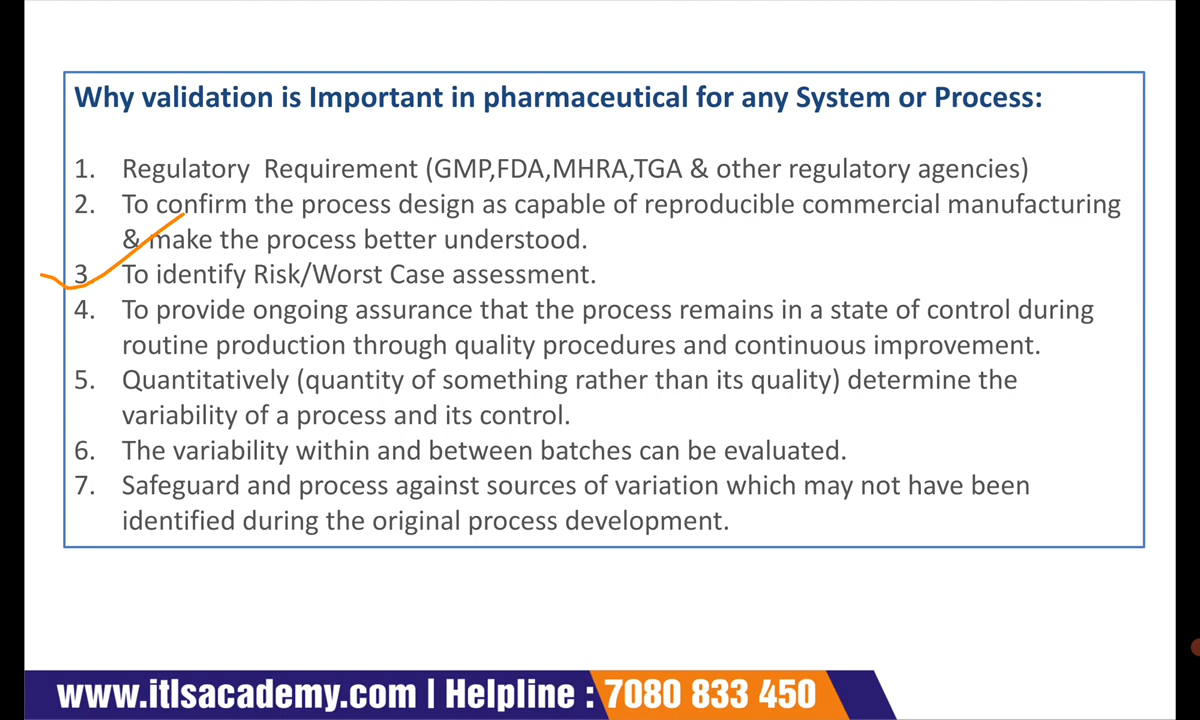 Why validation is Important in pharmaceutical for any System or Process:
1. Regulatory Requirement (GMP,FDA,MHRA,TGA & other regulatory agencies)
2. To confirm the process design as capable of reproducible commercial manufacturing
& make the process better understood.
3. To identify Risk/Worst Case assessment.
4. To provide ongoing assurance that the process remains in a state of control during
routine production through quality procedures and continuous improvement.
5. Quantitatively (quantity of something rather than its quality) determine the
variability of a process and its control.
6. The variability within and between batches can be evaluated.
7. Safeguard and process against sources of variation which may not have been
identified during the original process development.
www.itlsacademy.com | Helpline : 7080 833 450